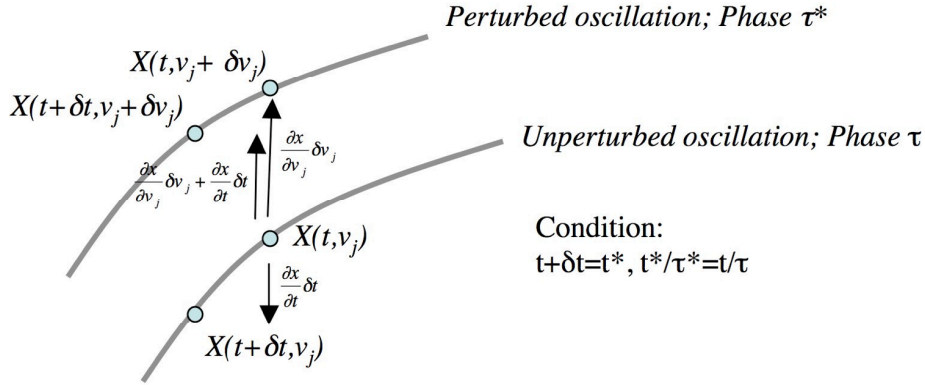 Perturbed oscillation; Phase τ*
X(t,vj+ δvj)
X(t+δt,vj+δvj)
Unperturbed oscillation; Phase τ
∂x/∂vj δvj
∂x/∂vj δvj + ∂x/∂t δt
X(t,vj)
Condition:
t+δt=t*, t*/τ*=t/τ
∂x/∂t δt
X(t+δt,vj)